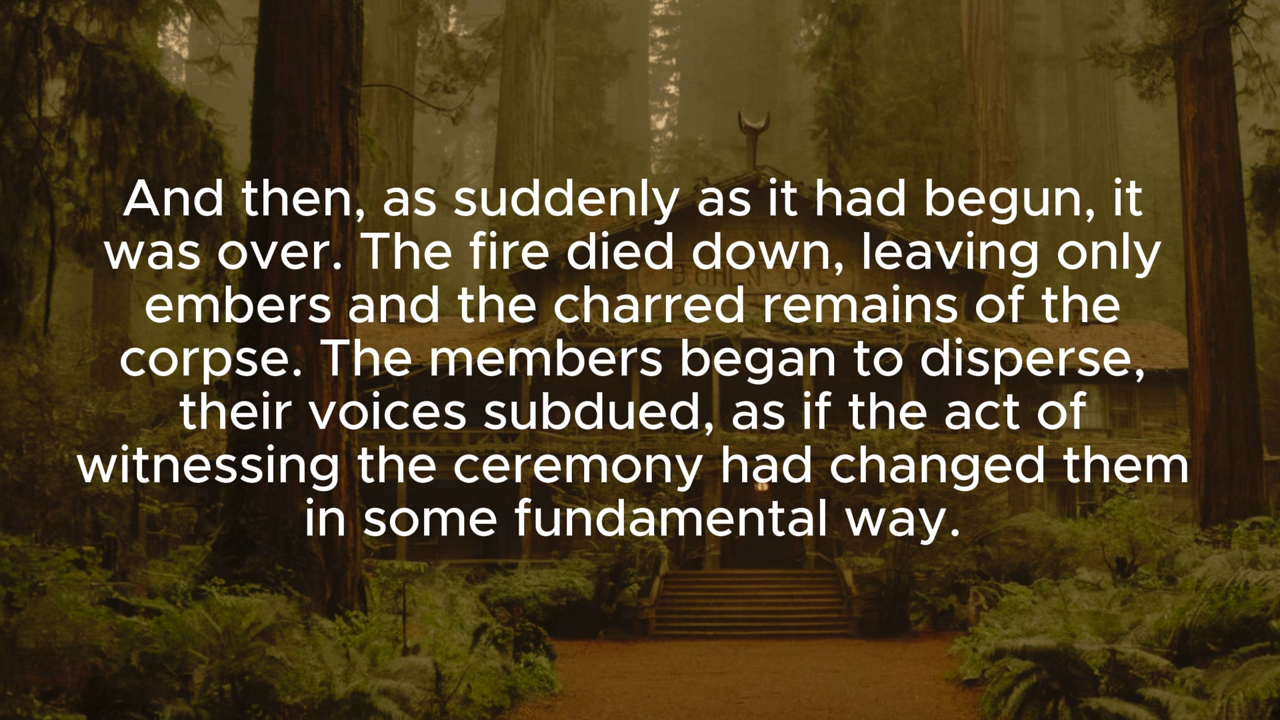 And then, as suddenly as it had begun, it
was over. The fire died down, leaving only
embers and the charred remains of the
corpse. The members began to disperse,
their voices subdued, as if the act of
witnessing the ceremony had changed them
in some fundamental way.